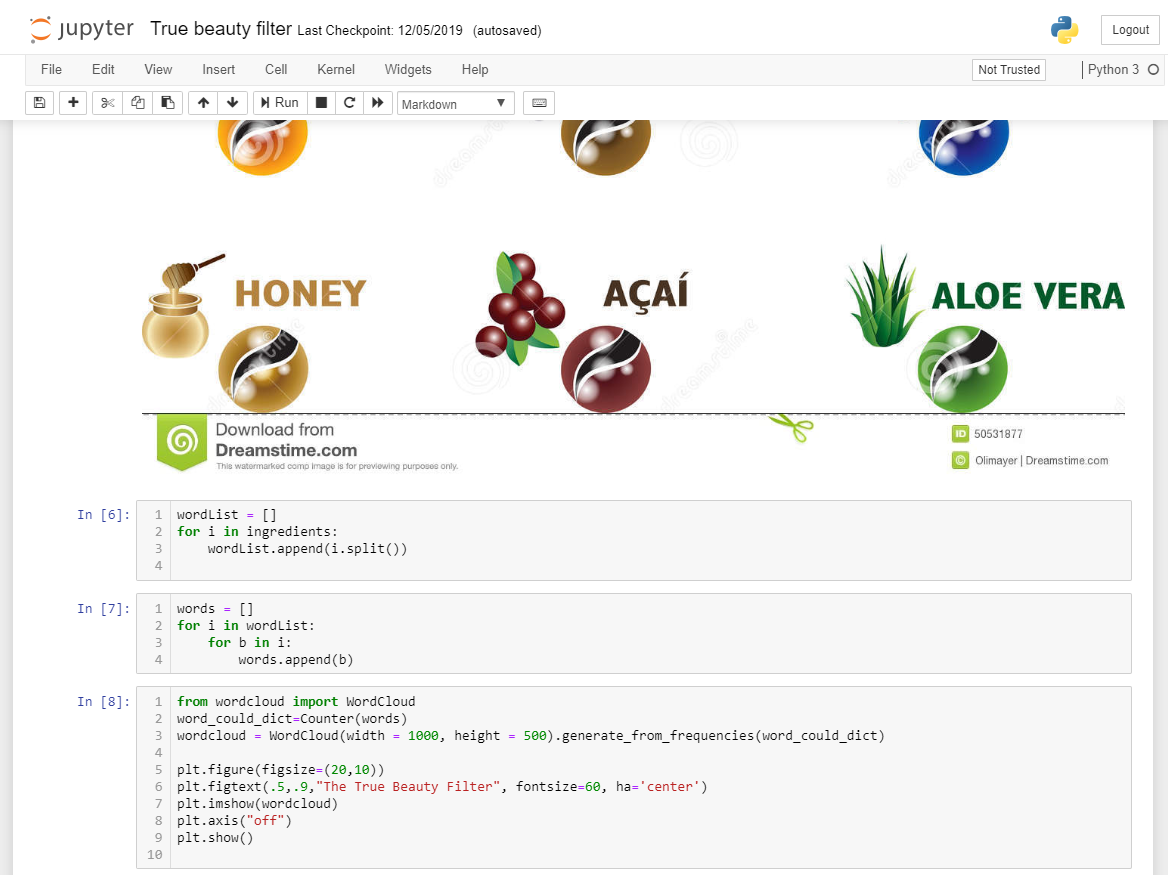 jupyter True beauty filter Last Checkpoint: 12/05/2019 (autosaved) Logout
File Edit View Insert Cell Kernel Widgets Help Not Trusted Python 3
Run Markdown
dreamstime
HONEY AÇAÍ ALOE VERA
dreamstime dreamstime
Download from
Dreamstime.com
This watermarked comp image is for previewing purposes only.
ID 50531877
© Olimayer | Dreamstime.com
In [6]:
1 wordList = []
2 for i in ingredients:
3     wordList.append(i.split())
4
In [7]:
1 words = []
2 for i in wordList:
3     for b in i:
4         words.append(b)
In [8]:
1 from wordcloud import WordCloud
2 word_could_dict=Counter(words)
3 wordcloud = WordCloud(width = 1000, height = 500).generate_from_frequencies(word_could_dict)
4
5 plt.figure(figsize=(20,10))
6 plt.figtext(.5,.9,"The True Beauty Filter", fontsize=60, ha='center')
7 plt.imshow(wordcloud)
8 plt.axis("off")
9 plt.show()
10